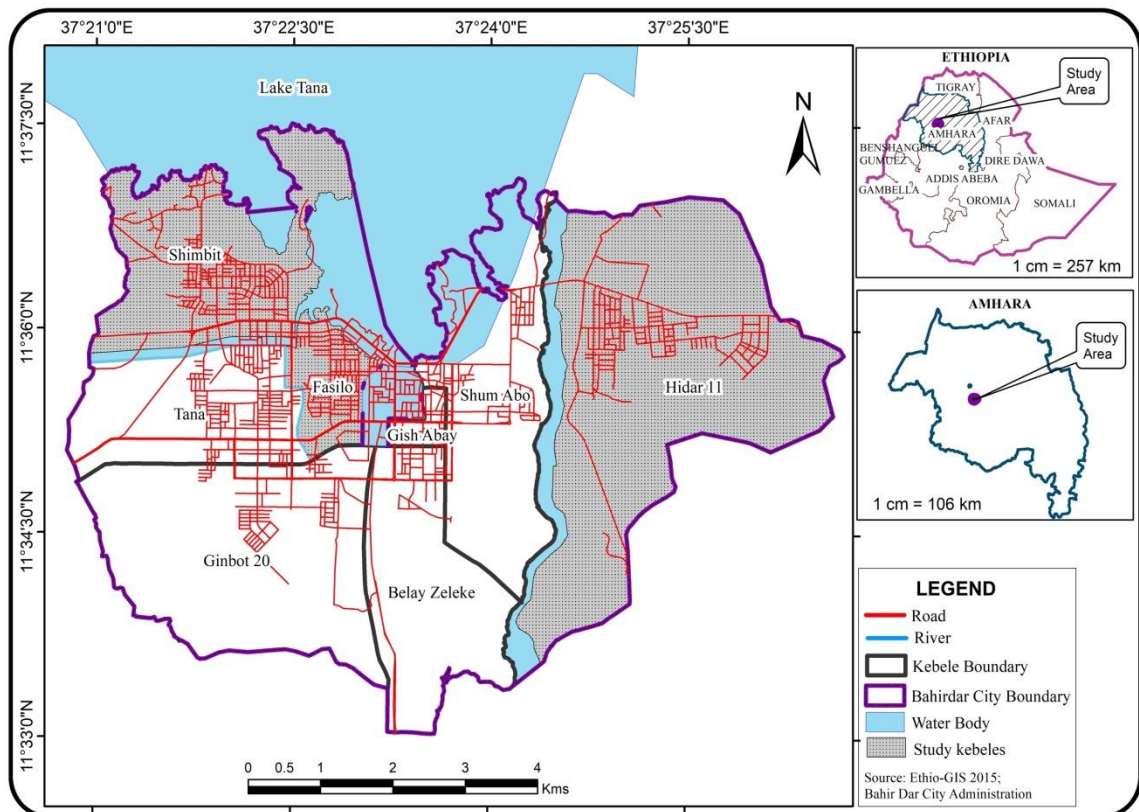 37°21'0"E
37°22'30"E
37°24'0"E
37°25'30"E
11°37'30"N
11°36'0"N
11°34'30"N
11°33'0"N
Lake Tana
N
Shimbit
Fasilo
Tana
Shum Abo
Gish Abay
Hidar 11
Ginbot 20
Belay Zeleke
0 0.5 1 2 3 4
Kms
ETHIOPIA
Study
Area
TIGRAY
AFAR
AMHARA
BENSHANGUEL
GUMUEZ
DIRE DAWA
ADDIS ABEBA
GAMBELLA
OROMIA
SOMALI
1 cm = 257 km
AMHARA
Study
Area
1 cm = 106 km
LEGEND
Road
River
Kebele Boundary
Bahirdar City Boundary
Water Body
Study kebeles
Source: Ethio-GIS 2015;
Bahir Dar City Administration